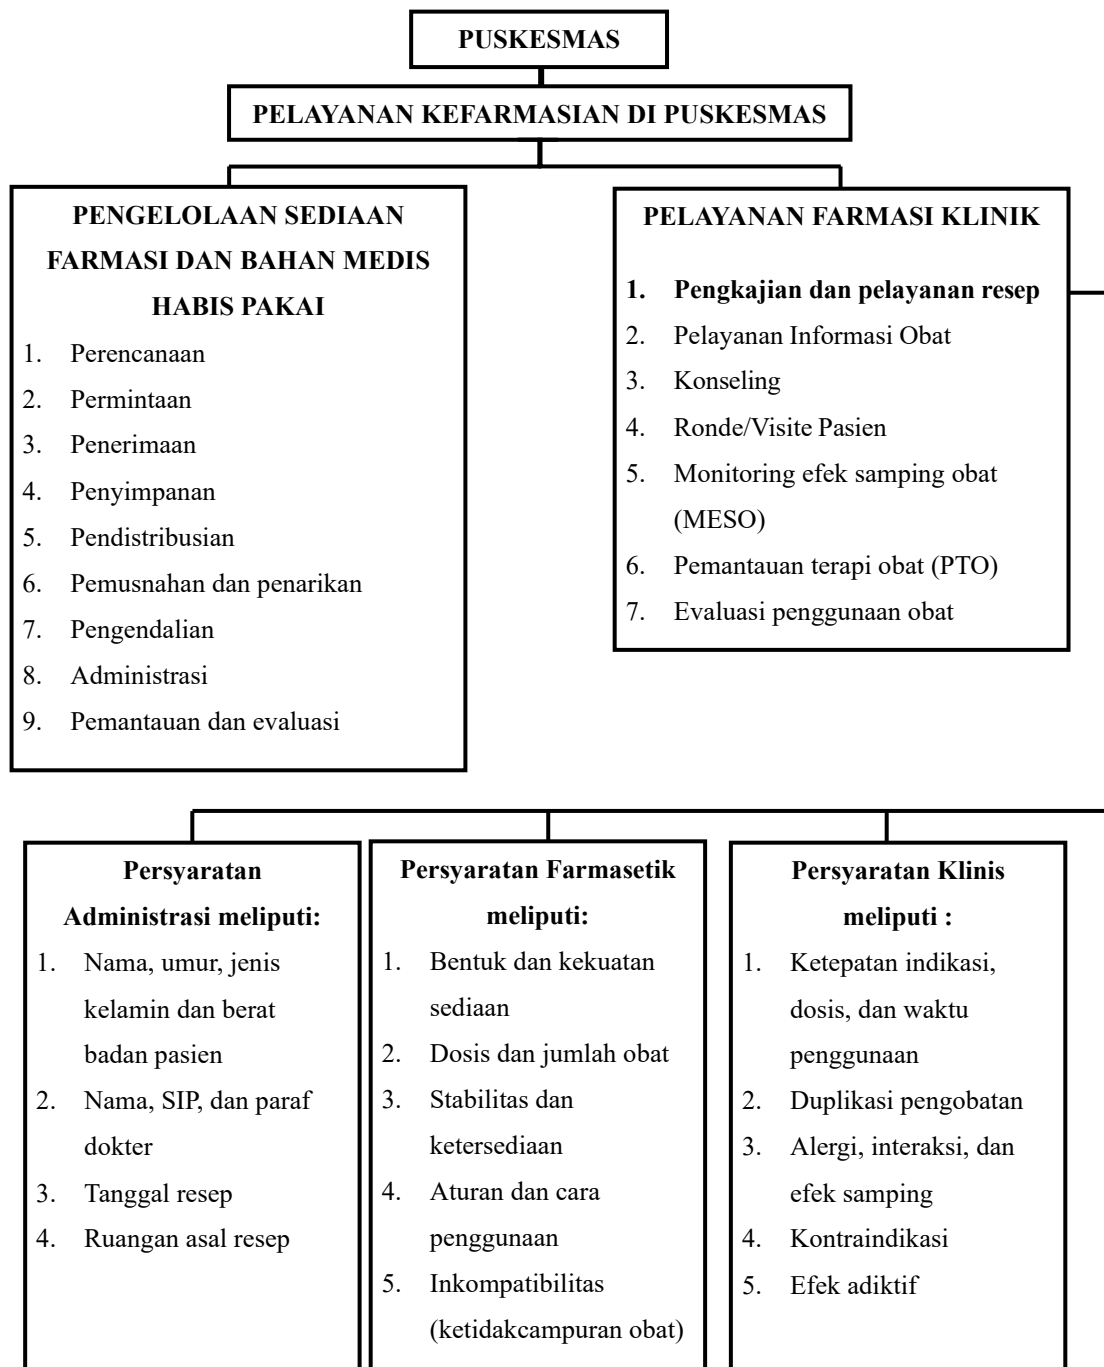 PUSKESMAS
PELAYANAN KEFARMASIAN DI PUSKESMAS
PENGELOLAAN SEDIAAN
FARMASI DAN BAHAN MEDIS
HABIS PAKAI
1. Perencanaan
2. Permintaan
3. Penerimaan
4. Penyimpanan
5. Pendistribusian
6. Pemusnahan dan penarikan
7. Pengendalian
8. Administrasi
9. Pemantauan dan evaluasi
PELAYANAN FARMASI KLINIK
1. Pengkajian dan pelayanan resep
2. Pelayanan Informasi Obat
3. Konseling
4. Ronde/Visite Pasien
5. Monitoring efek samping obat
(MESO)
6. Pemantauan terapi obat (PTO)
7. Evaluasi penggunaan obat
Persyaratan
Administrasi meliputi:
1. Nama, umur, jenis
kelamin dan berat
badan pasien
2. Nama, SIP, dan paraf
dokter
3. Tanggal resep
4. Ruangan asal resep
Persyaratan Farmasetik
meliputi:
1. Bentuk dan kekuatan
sediaan
2. Dosis dan jumlah obat
3. Stabilitas dan
ketersediaan
4. Aturan dan cara
penggunaan
5. Inkompatibilitas
(ketidakcampuran obat)
Persyaratan Klinis
meliputi :
1. Ketepatan indikasi,
dosis, dan waktu
penggunaan
2. Duplikasi pengobatan
3. Alergi, interaksi, dan
efek samping
4. Kontraindikasi
5. Efek adiktif